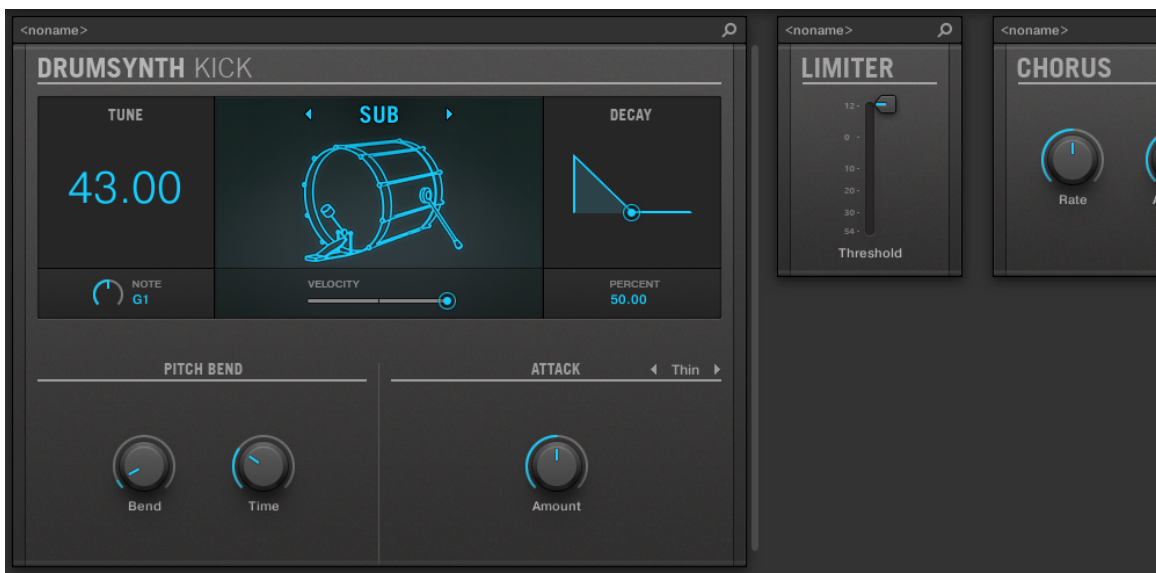 <noname>
DRUMSYNTH KICK
TUNE
SUB
DECAY
43.00
NOTE
G1
VELOCITY
PERCENT
50.00
PITCH BEND
ATTACK
Thin
Bend
Time
Amount
<noname>
LIMITER
12-
0 -
10-
20-
30-
54-
Threshold
<noname>
CHORUS
Rate